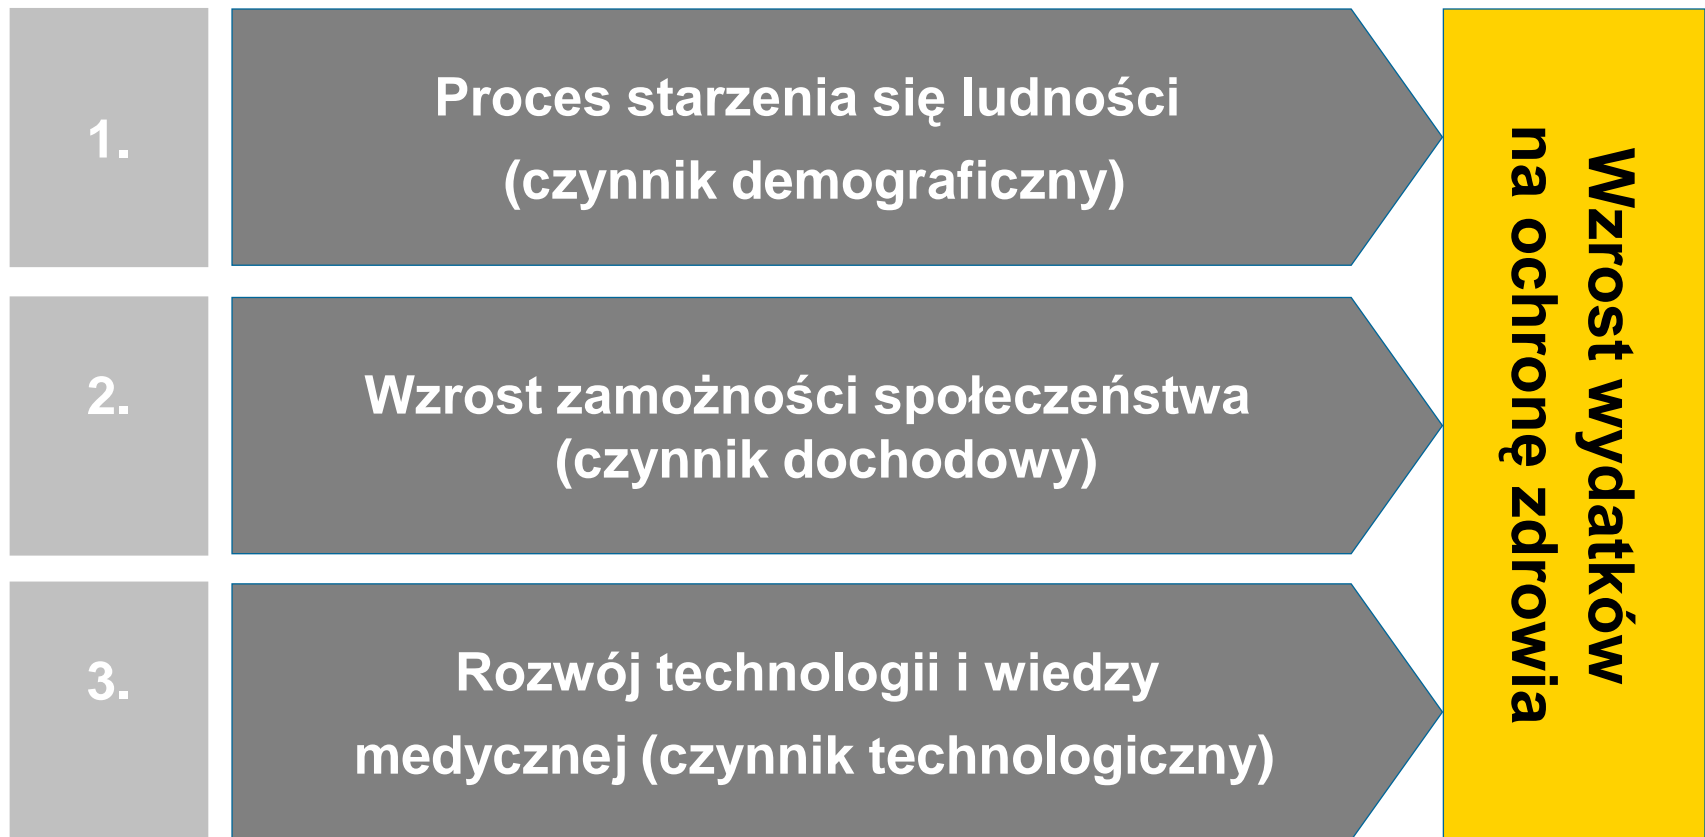 1.
Proces starzenia się ludności
(czynnik demograficzny)
2.
Wzrost zamożności społeczeństwa
(czynnik dochodowy)
3.
Rozwój technologii i wiedzy
medycznej (czynnik technologiczny)
Wzrost wydatków
na ochronę zdrowia